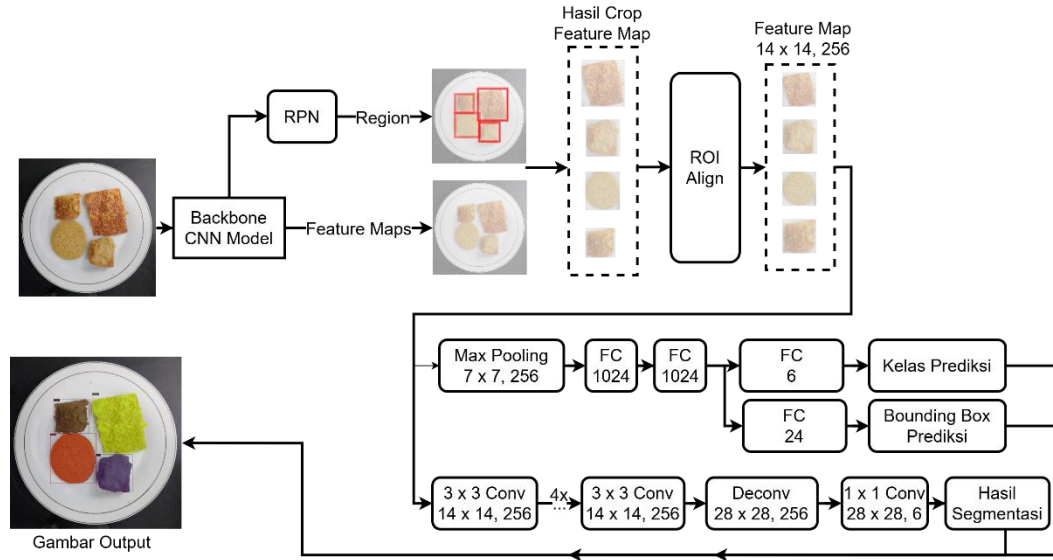 Hasil Crop
Feature Map
Feature Map
14 x 14, 256
RPN
Region
ROI
Align
Backbone
CNN Model
Feature Maps
Max Pooling
7 x 7, 256
FC
1024
FC
1024
FC
6
Kelas Prediksi
FC
24
Bounding Box
Prediksi
3 x 3 Conv
14 x 14, 256
4x
...
3 x 3 Conv
14 x 14, 256
Deconv
28 x 28, 256
1 x 1 Conv
28 x 28, 6
Hasil
Segmentasi
Gambar Output